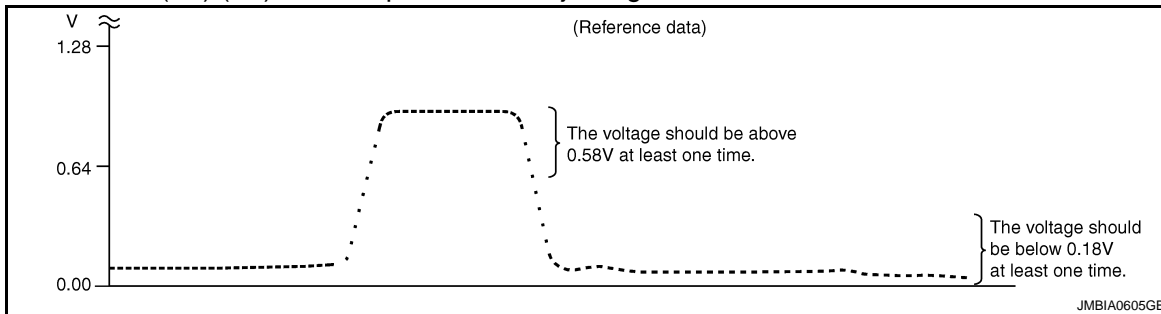 V
(Reference data)
1.28
The voltage should be above
0.58V at least one time.
0.64
The voltage should
be below 0.18V
at least one time.
0.00
JMBIA0605GB